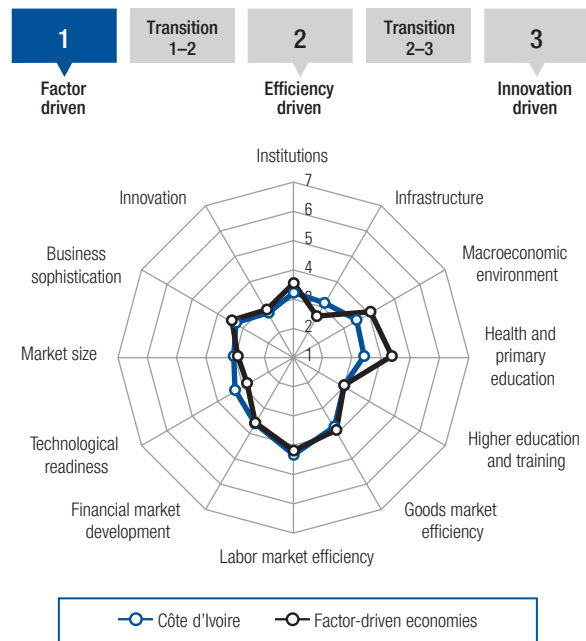 1
Transition
1–2
2
Transition
2–3
3
Factor
driven
Efficiency
driven
Innovation
driven
Institutions
Infrastructure
Macroeconomic
environment
Health and
primary
education
Higher education
and training
Goods market
efficiency
Labor market efficiency
Financial market
development
Technological
readiness
Market size
Business
sophistication
Innovation
7
6
5
4
3
2
1
Côte d'Ivoire
Factor-driven economies